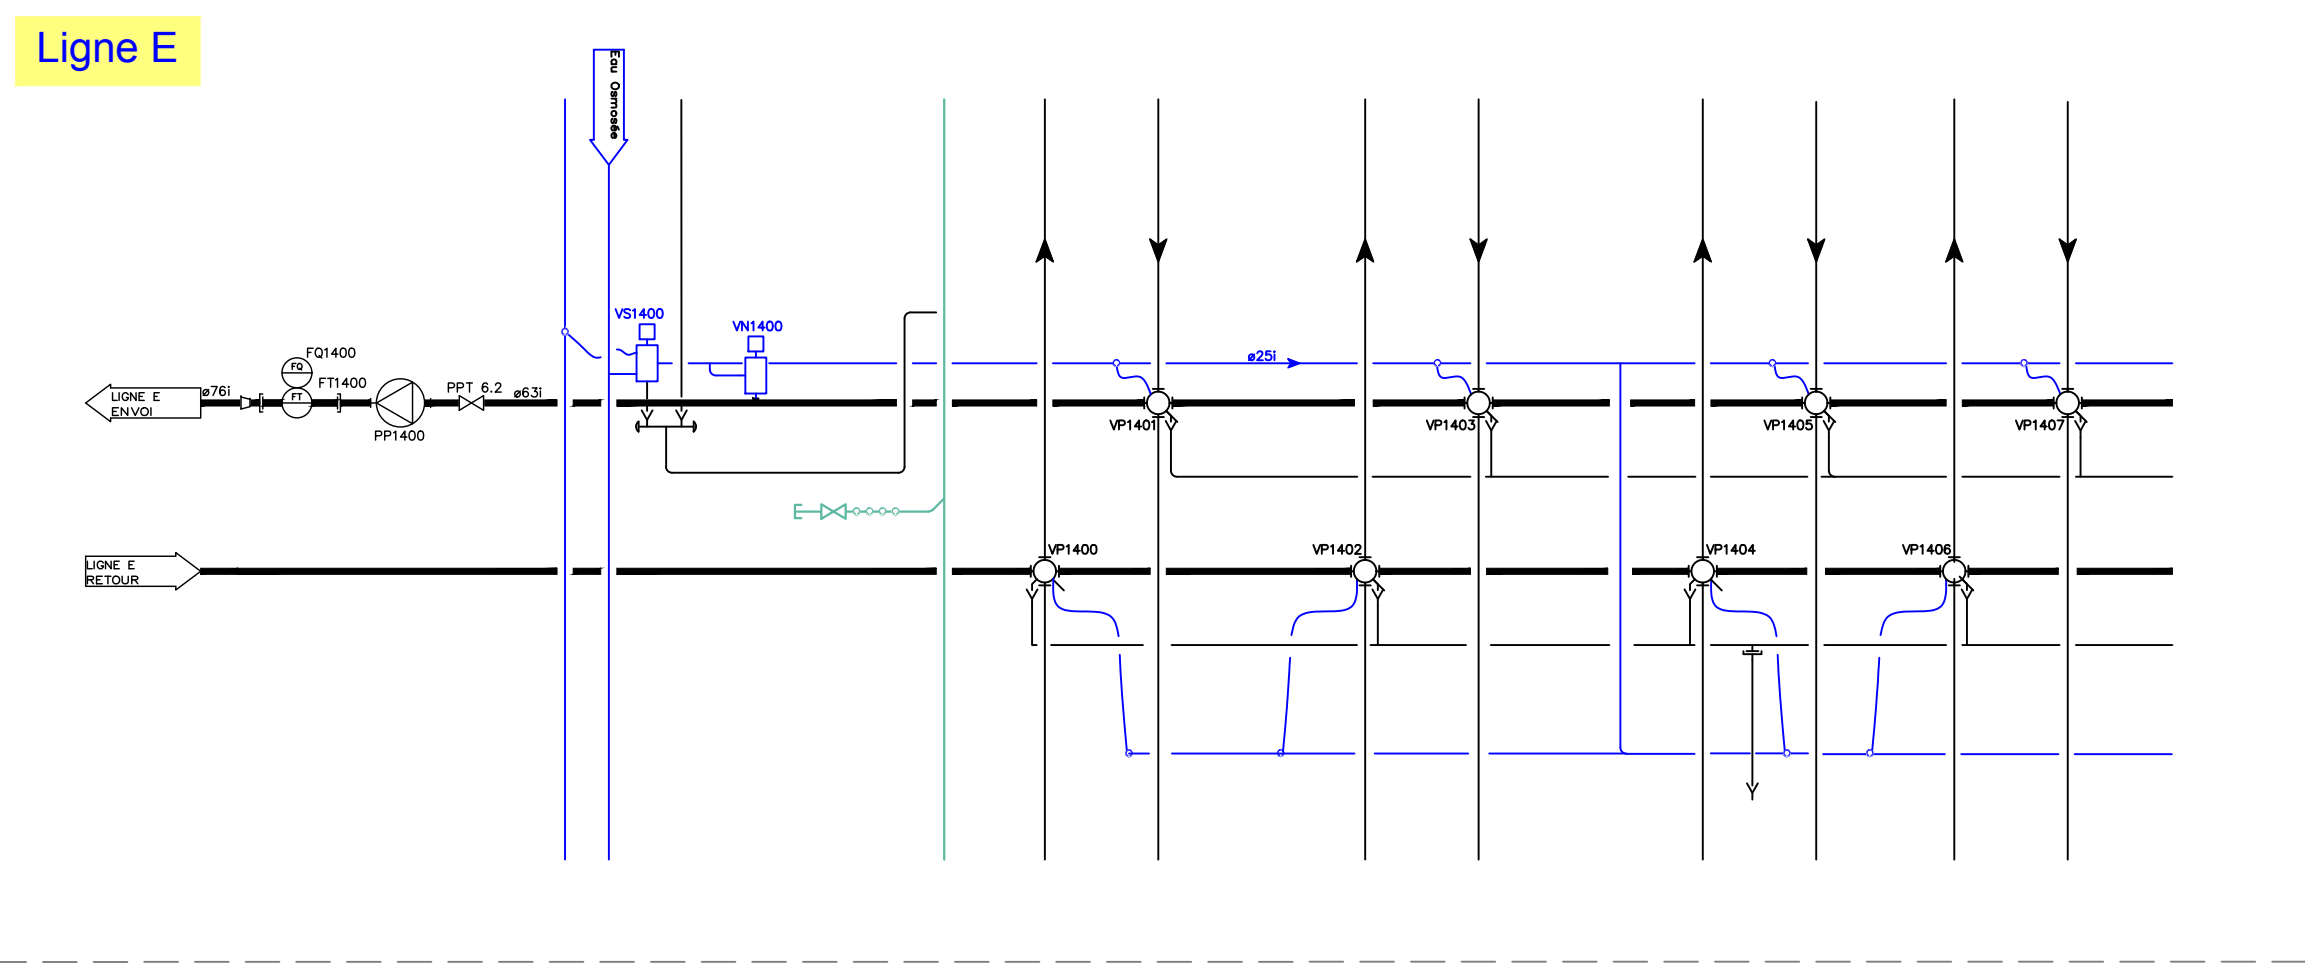 Ligne E
Eau Osmosée
VS1400
VN1400
FQ1400
FQ
FT1400
FT
ø76i
PPT 6.2
ø63i
PP1400
LIGNE E
ENVOI
ø25i
VP1401
VP1403
VP1405
VP1407
VP1400
VP1402
VP1404
VP1406
LIGNE E
RETOUR